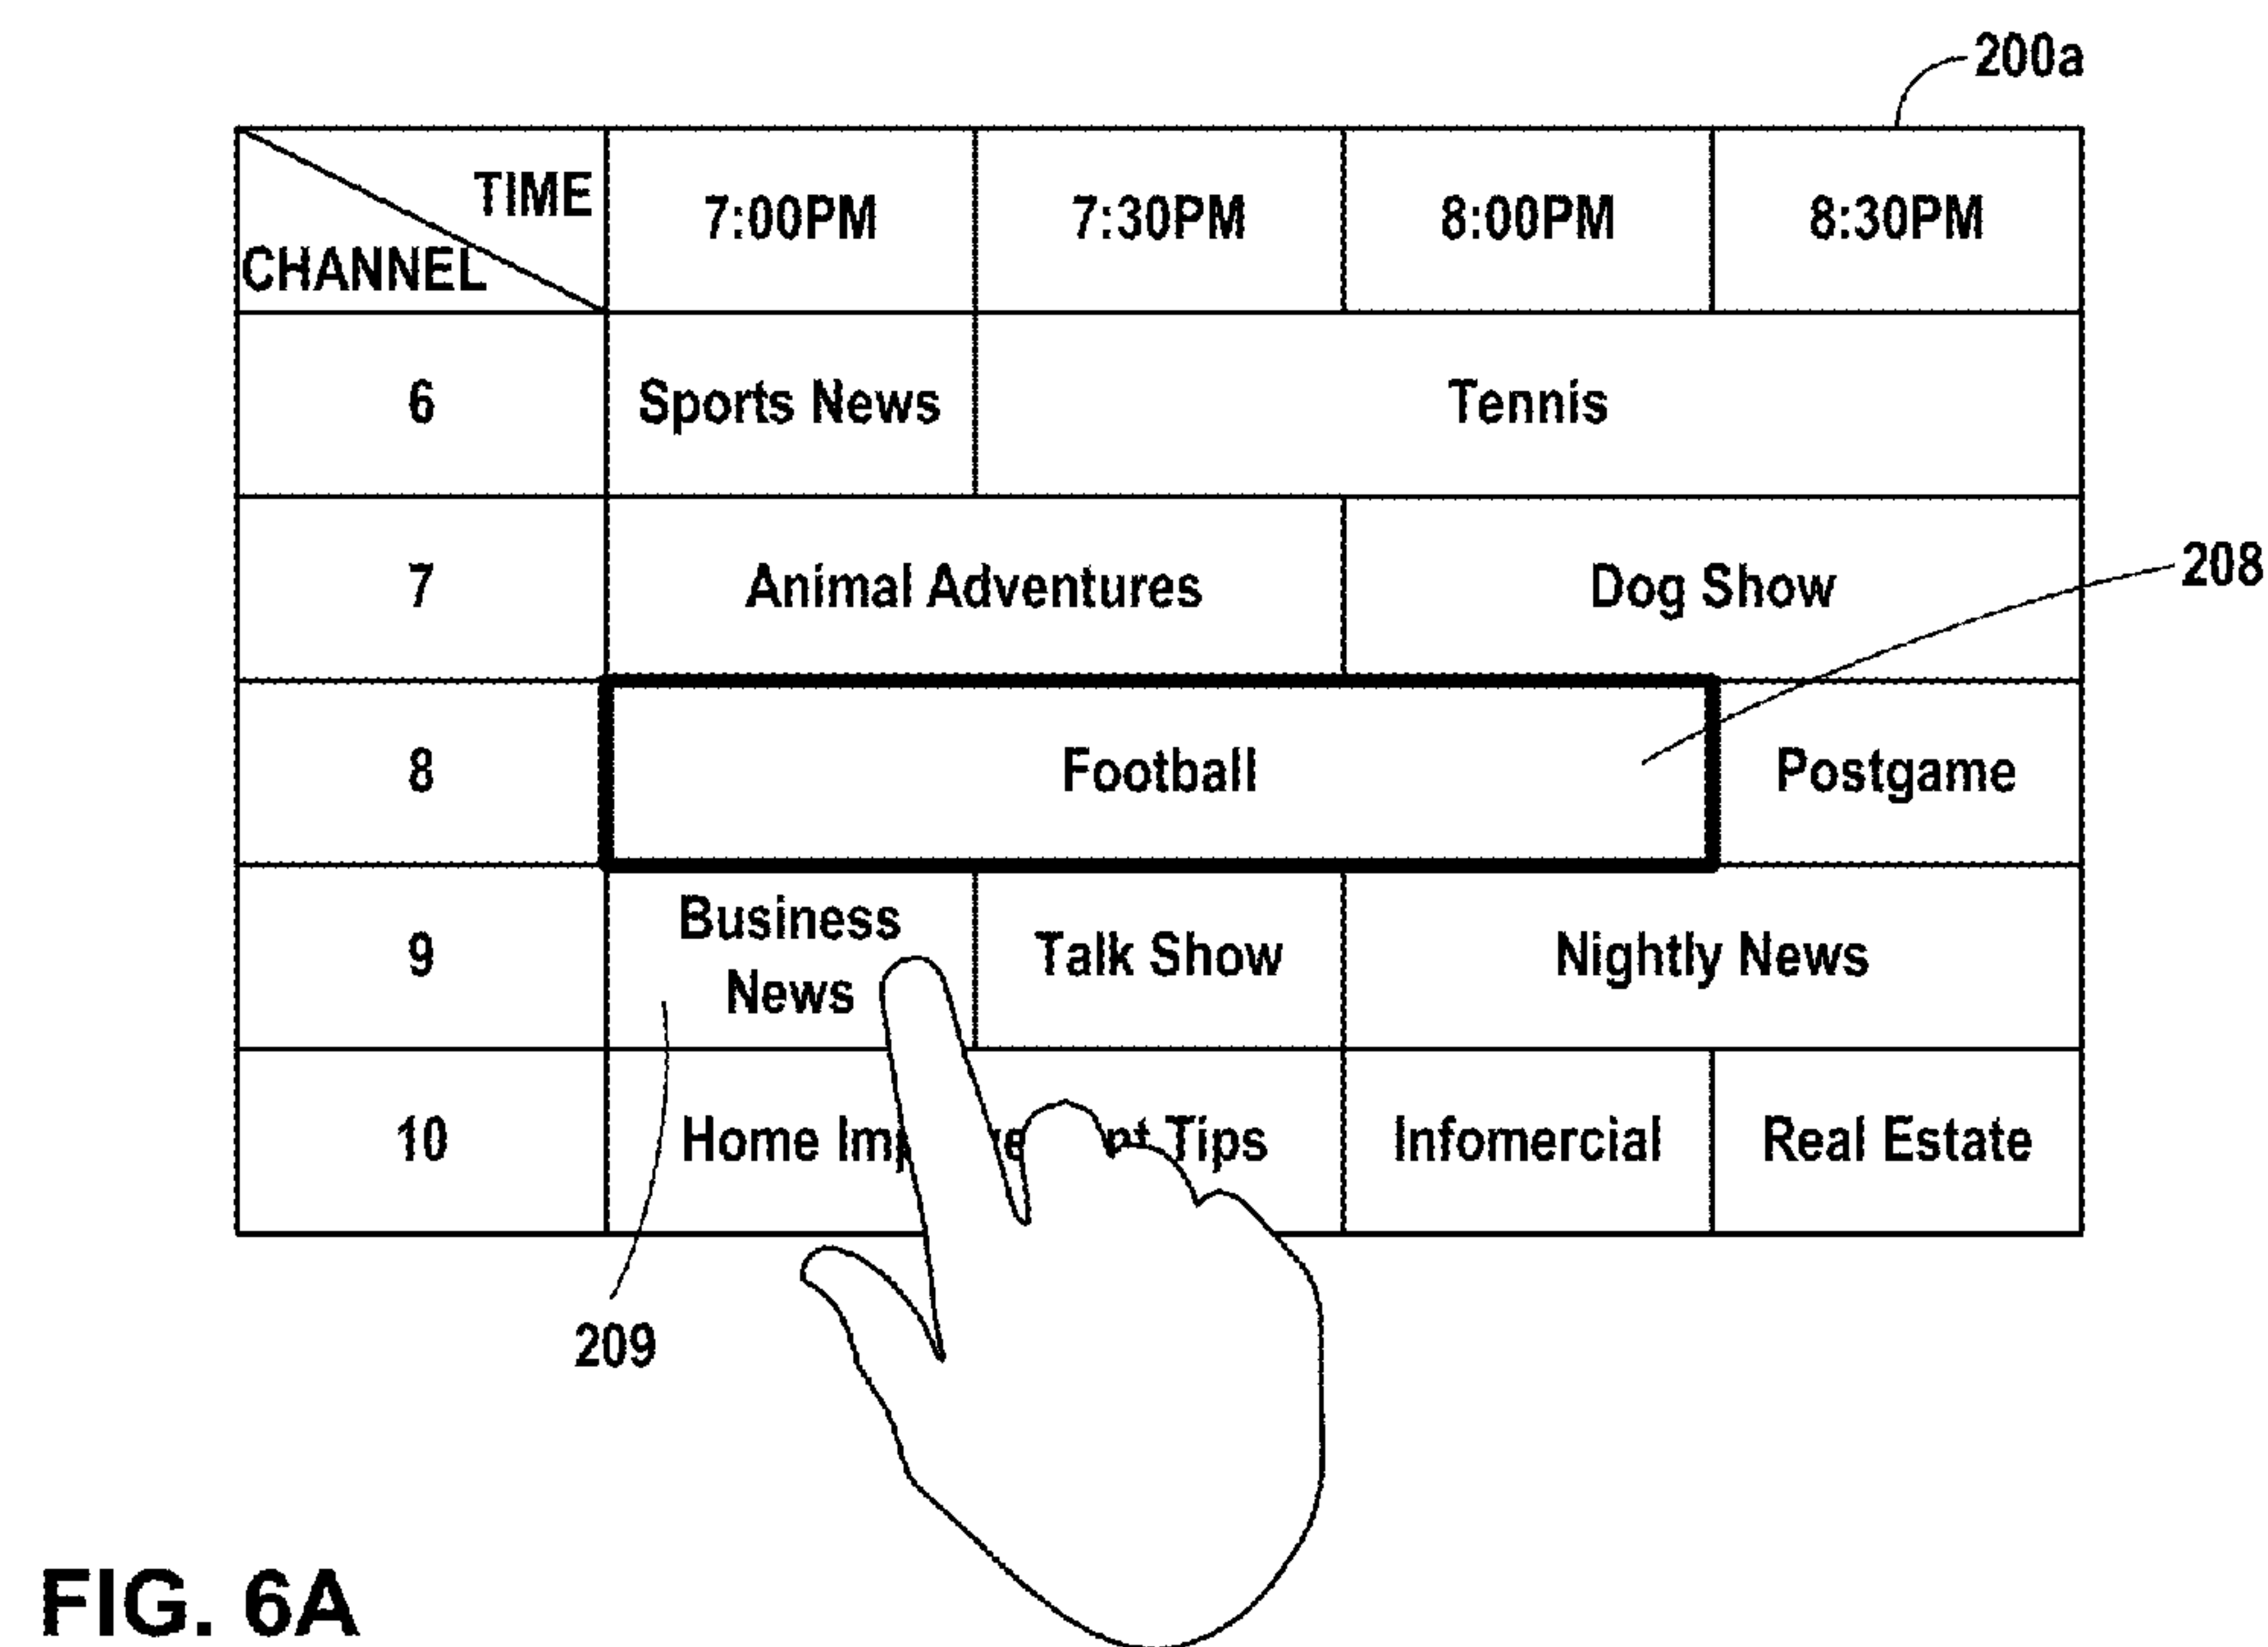 200a
TIME
CHANNEL
7:00PM
7:30PM
8:00PM
8:30PM
6
Sports News
Tennis
7
Animal Adventures
Dog Show
208
8
Football
Postgame
9
Business
News
Talk Show
Nightly News
10
Home
Tips
Infomercial
Real Estate
209
FIG. 6A